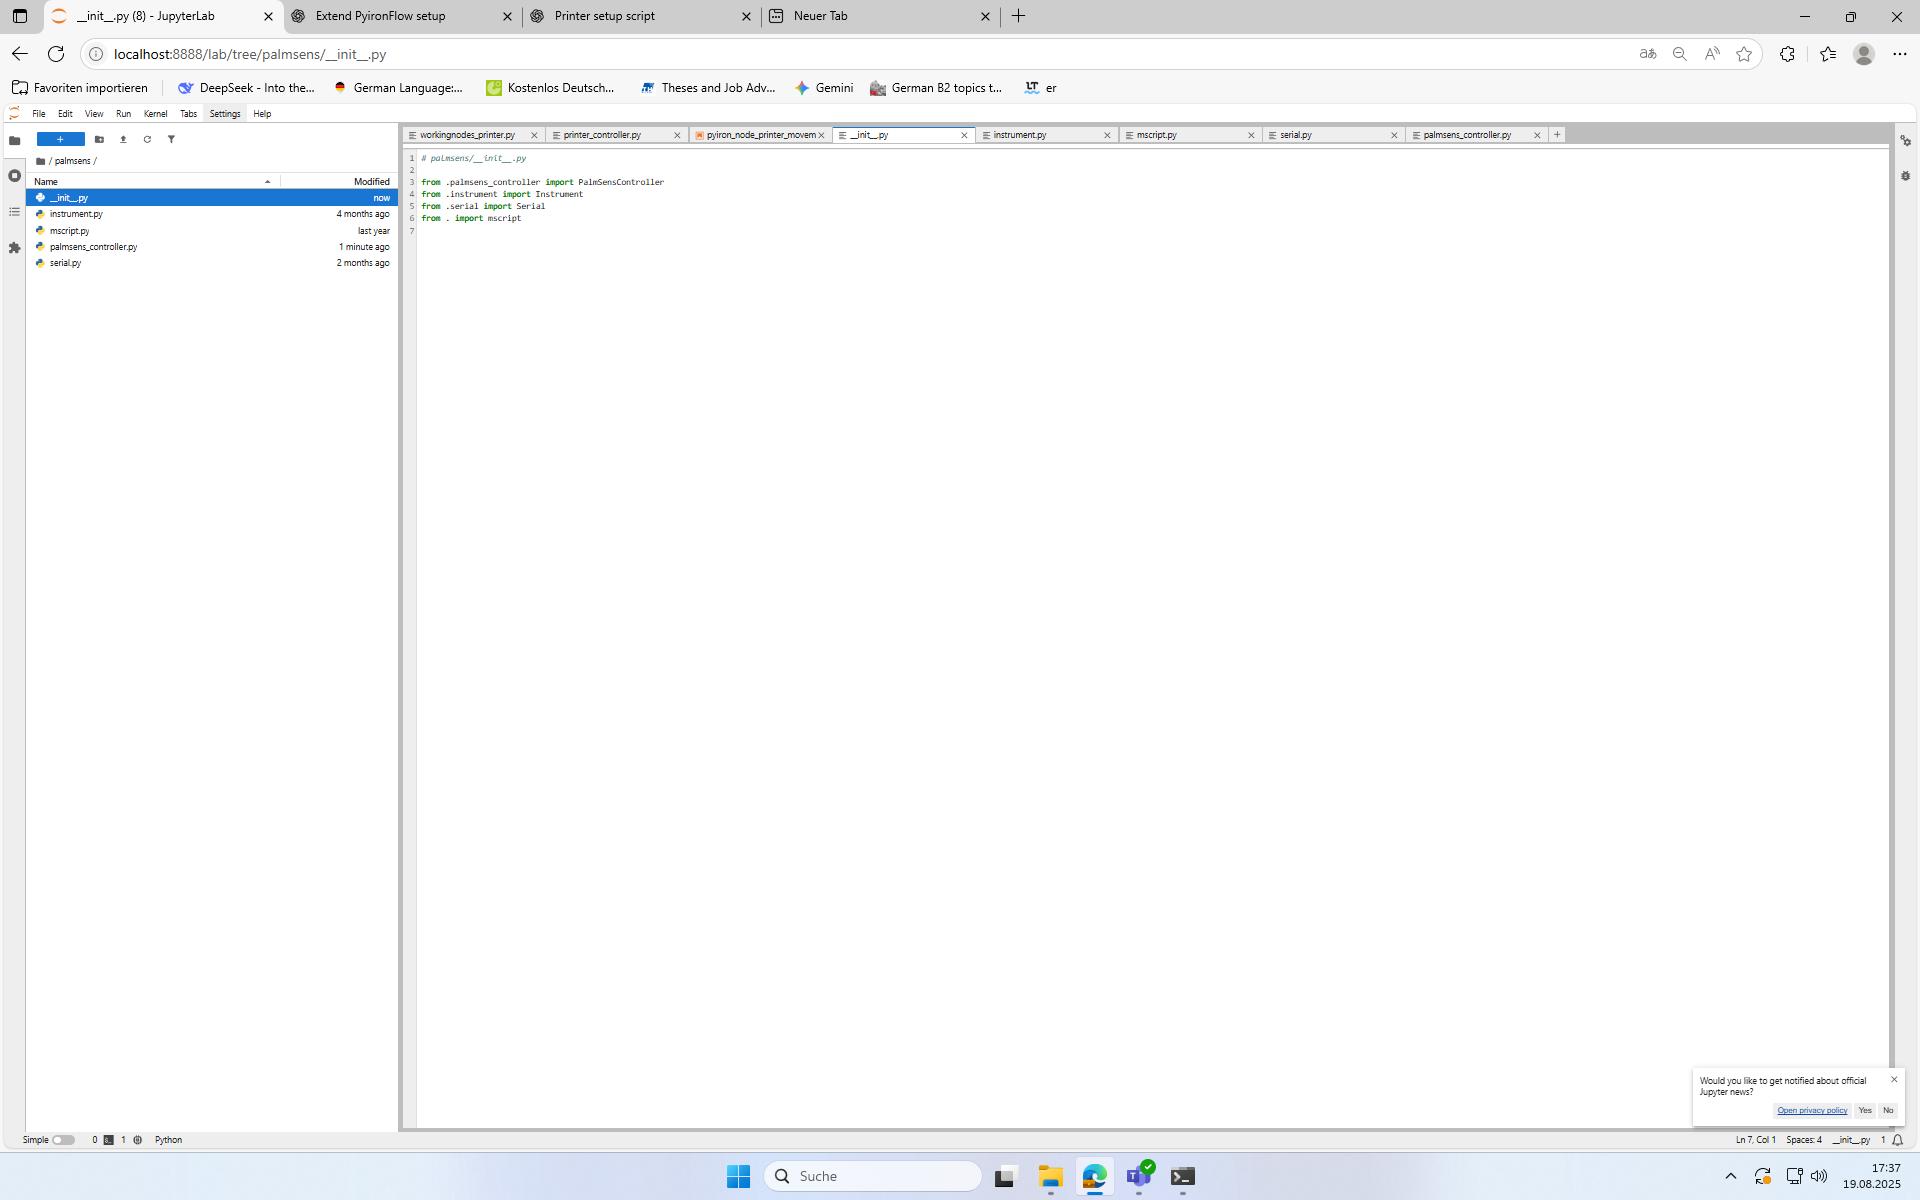 __init__.py (8) - JupyterLab
Extend PyironFlow setup
Printer setup script
Neuer Tab
localhost:8888/lab/tree/palmsens/__init__.py
Favoriten importieren
DeepSeek - Into the...
German Language:...
Kostenlos Deutsch...
Theses and Job Adv...
Gemini
German B2 topics t...
er
File Edit View Run Kernel Tabs Settings Help
/ palmsens /
Name Modified
__init__.py now
instrument.py 4 months ago
mscript.py last year
palmsens_controller.py 1 minute ago
serial.py 2 months ago
workingnodes_printer.py
printer_controller.py
pyiron_node_printer_movem
__init__.py
instrument.py
mscript.py
serial.py
palmsens_controller.py
1 # palmsens/__init__.py
2
3 from .palmsens_controller import PalmSensController
4 from .instrument import Instrument
5 from .serial import Serial
6 from . import mscript
7
Would you like to get notified about official
Jupyter news?
Open privacy policy Yes No
Simple 0 1 Python
Ln 7, Col 1 Spaces: 4 __init__.py 1
Suche
17:37
19.08.2025